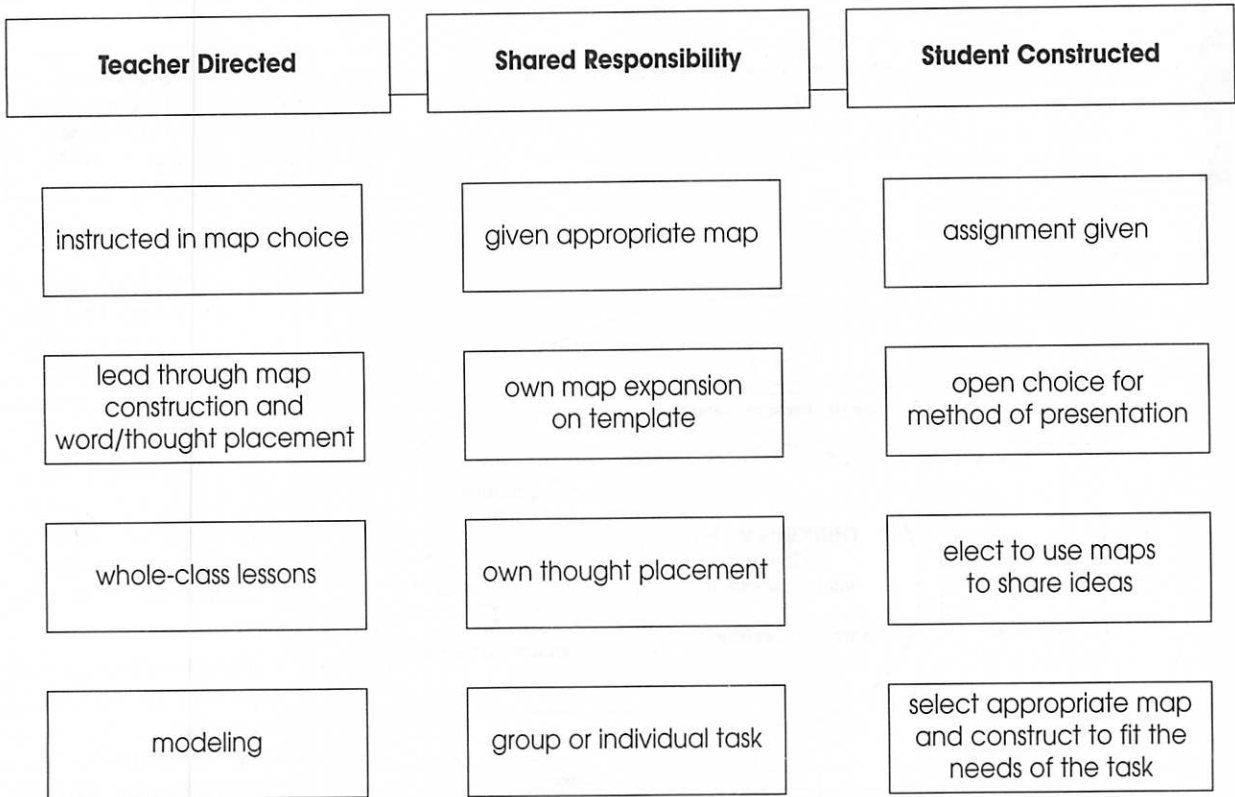 Teacher Directed
Shared Responsibility
Student Constructed
instructed in map choice
given appropriate map
assignment given
lead through map
construction and
word/thought placement
own map expansion
on template
open choice for
method of presentation
whole-class lessons
own thought placement
elect to use maps
to share ideas
modeling
group or individual task
select appropriate map
and construct to fit the
needs of the task